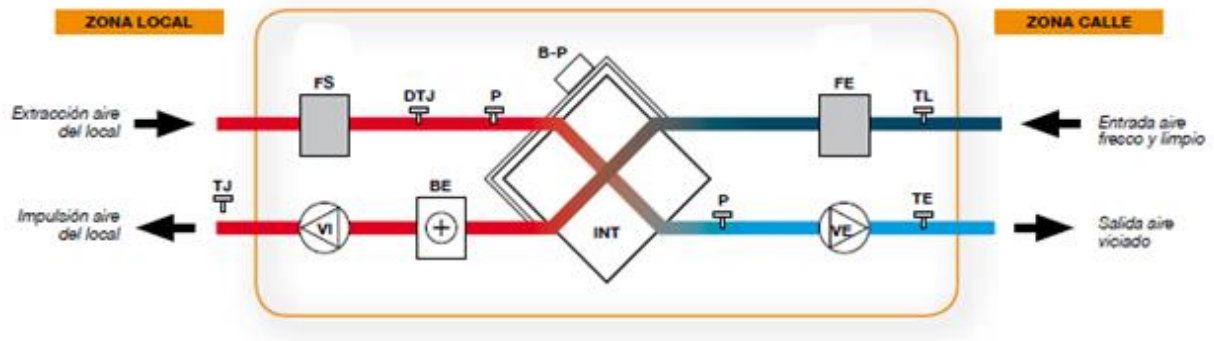 ZONA LOCAL
ZONA CALLE
B-P
FS
DTJ
P
FE
TL
Extracción aire
del local
Entrada aire
fresco y limpio
TJ
BE
P
TE
Impulsión aire
del local
VI
INT
VE
Salida aire
viciado